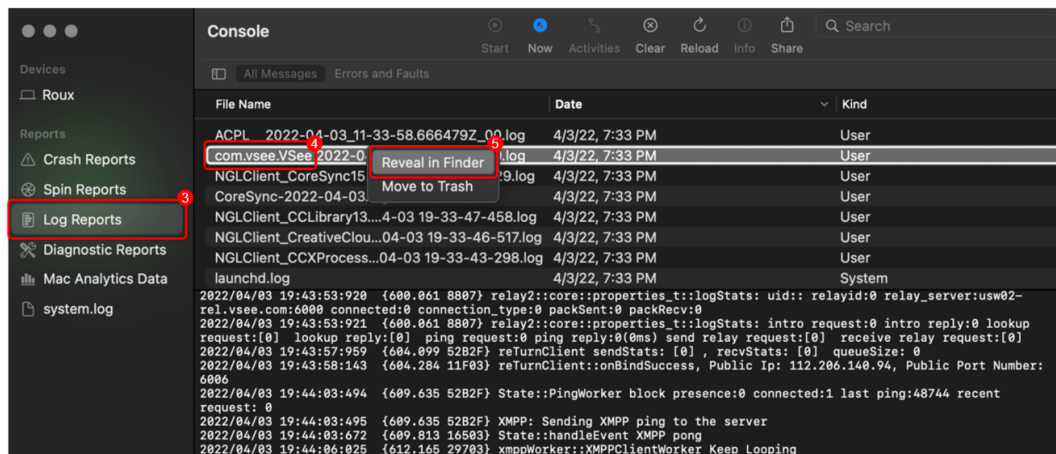 Console
Start Now Activities Clear Reload Info Share
Search
All Messages Errors and Faults
Devices
Roux
Reports
Crash Reports
Spin Reports
3
Log Reports
Diagnostic Reports
Mac Analytics Data
system.log
File Name Date Kind
ACPL 2022-04-03_11-33-58.666479Z_00.log 4/3/22, 7:33 PM User
4 5
com.vsee.VSee 2022-0 .log 4/3/22, 7:33 PM User
Reveal in Finder
Move to Trash
NGLClient_CoreSync15 9.log 4/3/22, 7:33 PM User
CoreSync-2022-04-03. 4/3/22, 7:33 PM User
NGLClient_CCLibrary13....4-03 19-33-47-458.log 4/3/22, 7:33 PM User
NGLClient_CreativeClou...04-03 19-33-46-517.log 4/3/22, 7:33 PM User
NGLClient_CCXProcess...04-03 19-33-43-298.log 4/3/22, 7:33 PM User
launchd.log 4/3/22, 7:33 PM System
2022/04/03 19:43:53:920 {600.061 8807} relay2::core::properties_t::logStats: uid:: relayid:0 relay_server:usw02-
rel.vsee.com:6000 connected:0 connection_type:0 packSent:0 packRecv:0
2022/04/03 19:43:53:921 {600.061 8807} relay2::core::properties_t::logStats: intro request:0 intro reply:0 lookup
request:[0] lookup reply:[0] ping request:0 ping reply:0(0ms) send relay request:[0] receive relay request:[0]
2022/04/03 19:43:57:959 {604.099 52B2F} reTurnClient sendStats: [0] , recvStats: [0] queueSize: 0
2022/04/03 19:43:58:143 {604.284 11F03} reTurnClient::onBindSuccess, Public Ip: 112.206.140.94, Public Port Number:
6006
2022/04/03 19:44:03:494 {609.635 52B2F} State::PingWorker block presence:0 connected:1 last ping:48744 recent
request: 0
2022/04/03 19:44:03:495 {609.635 52B2F} XMPP: Sending XMPP ping to the server
2022/04/03 19:44:03:672 {609.813 16503} State::handleEvent XMPP pong
2022/04/03 19:44:06:025 {612.165 29703} xmppWorker::XMPPClientWorker Keep Looping